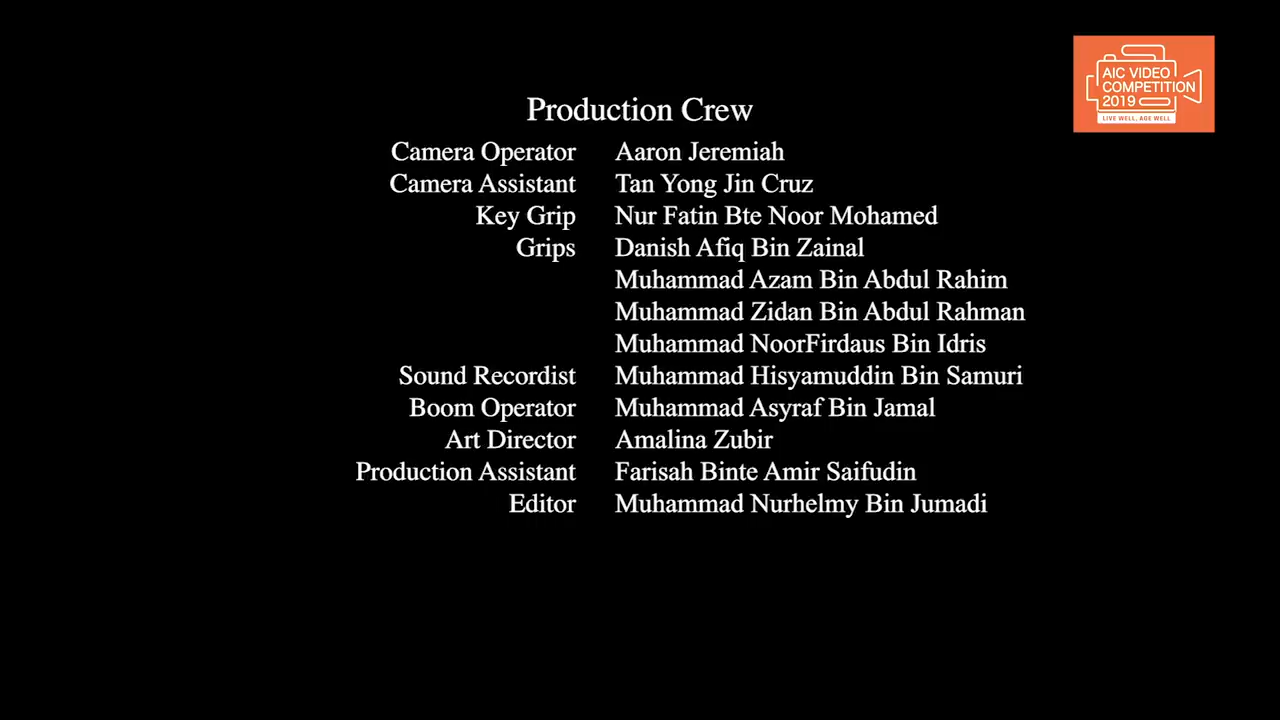 AIC VIDEO
COMPETITION
2019
LIVE WELL, AGE WELL
Production Crew
Camera Operator Aaron Jeremiah
Camera Assistant Tan Yong Jin Cruz
Key Grip Nur Fatin Bte Noor Mohamed
Grips Danish Afiq Bin Zainal
Muhammad Azam Bin Abdul Rahim
Muhammad Zidan Bin Abdul Rahman
Muhammad NoorFirdaus Bin Idris
Sound Recordist Muhammad Hisyamuddin Bin Samuri
Boom Operator Muhammad Asyraf Bin Jamal
Art Director Amalina Zubir
Production Assistant Farisah Binte Amir Saifudin
Editor Muhammad Nurhelmy Bin Jumadi